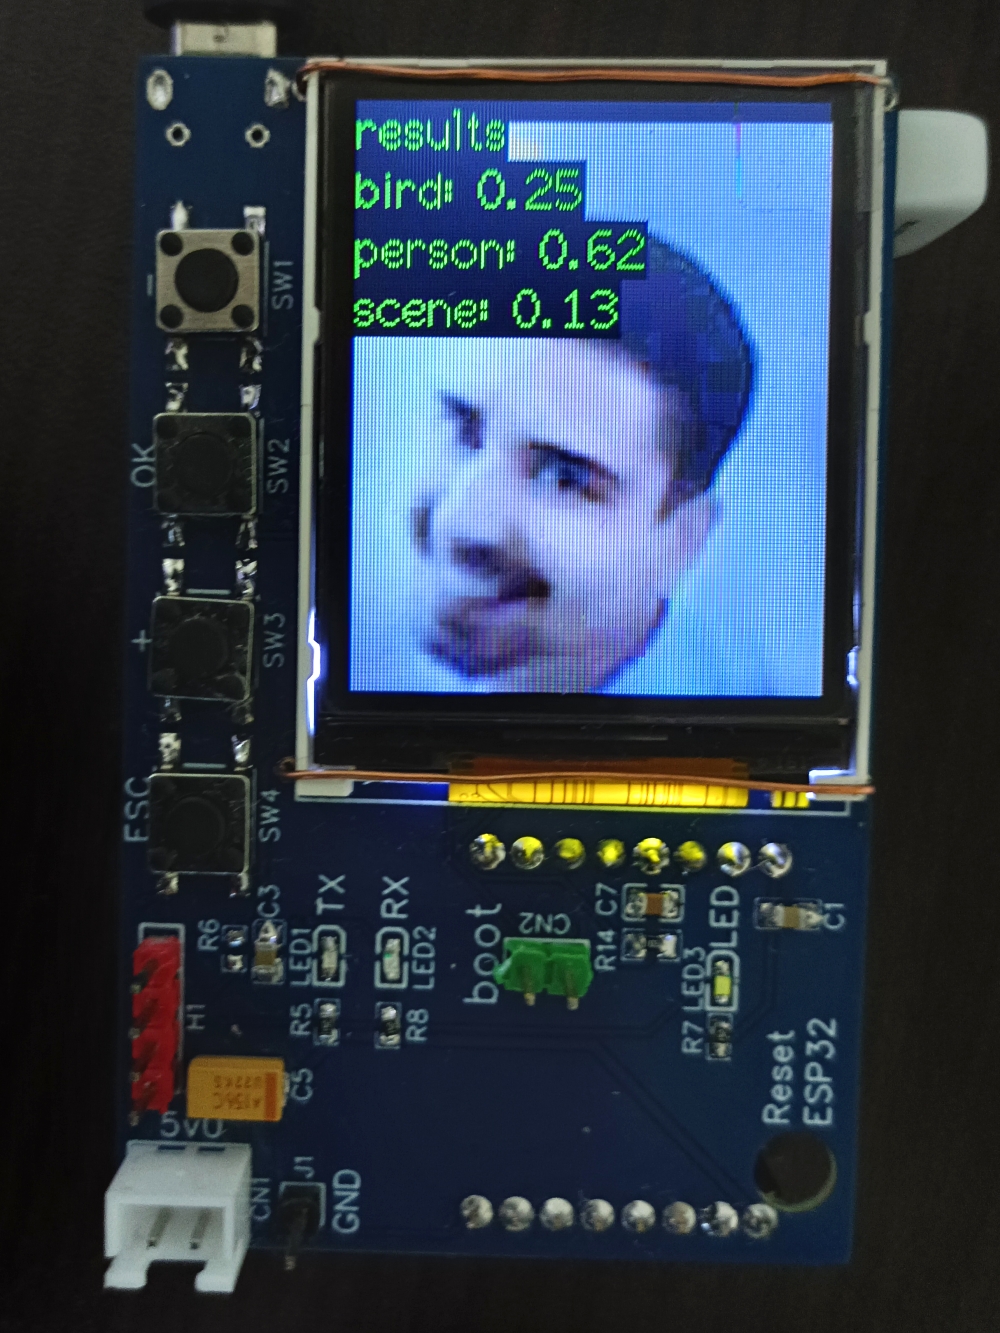 results
bird: 0.25
person: 0.62
scene: 0.13
-
SW1
OK
SW2
+
SW3
ESC
SW4
R6
C3
LED1
TX
RX
LED2
R5
R8
boot
CN2
R14
C7
LED
C1
LED3
R7
H1
A156C
C5
5V0
CN1
J1
GND
Reset
ESP32